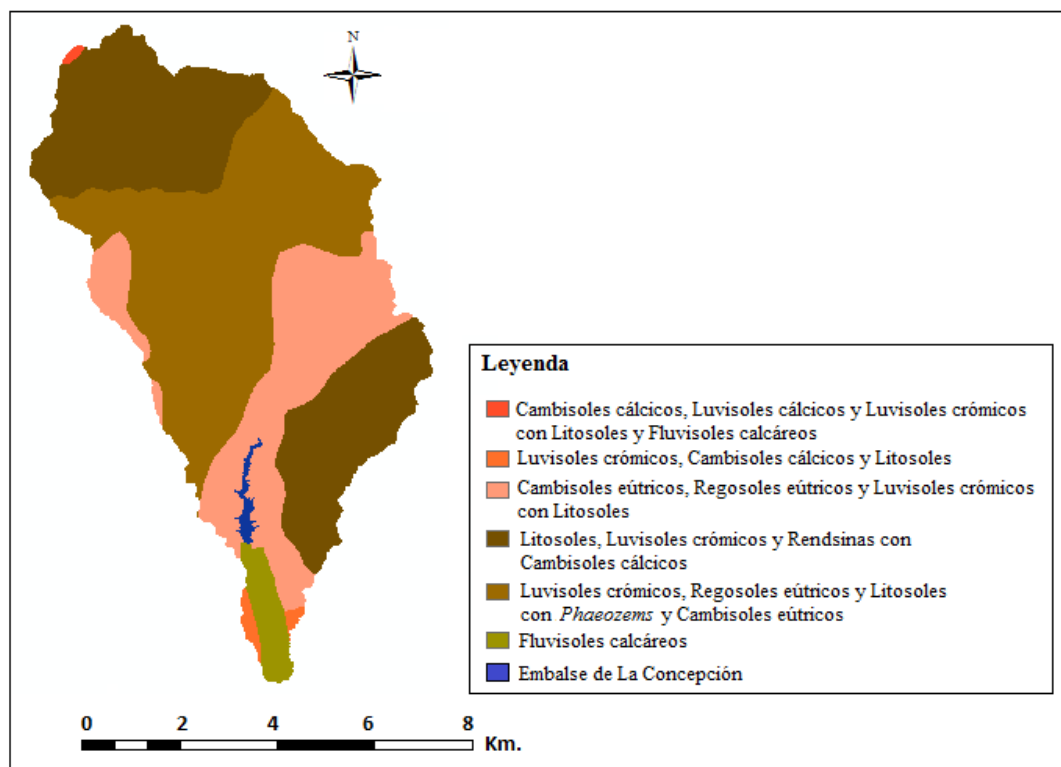 N
Leyenda
Cambisoles cálcicos, Luvisoles cálcicos y Luvisoles crómicos
con Litosoles y Fluvisoles calcáreos
Luvisoles crómicos, Cambisoles cálcicos y Litosoles
Cambisoles eútricos, Regosoles eútricos y Luvisoles crómicos
con Litosoles
Litosoles, Luvisoles crómicos y Rendsinas con
Cambisoles cálcicos
Luvisoles crómicos, Regosoles eútricos y Litosoles
con Phaeozems y Cambisoles eútricos
Fluvisoles calcáreos
Embalse de La Concepción
0 2 4 6 8
Km.